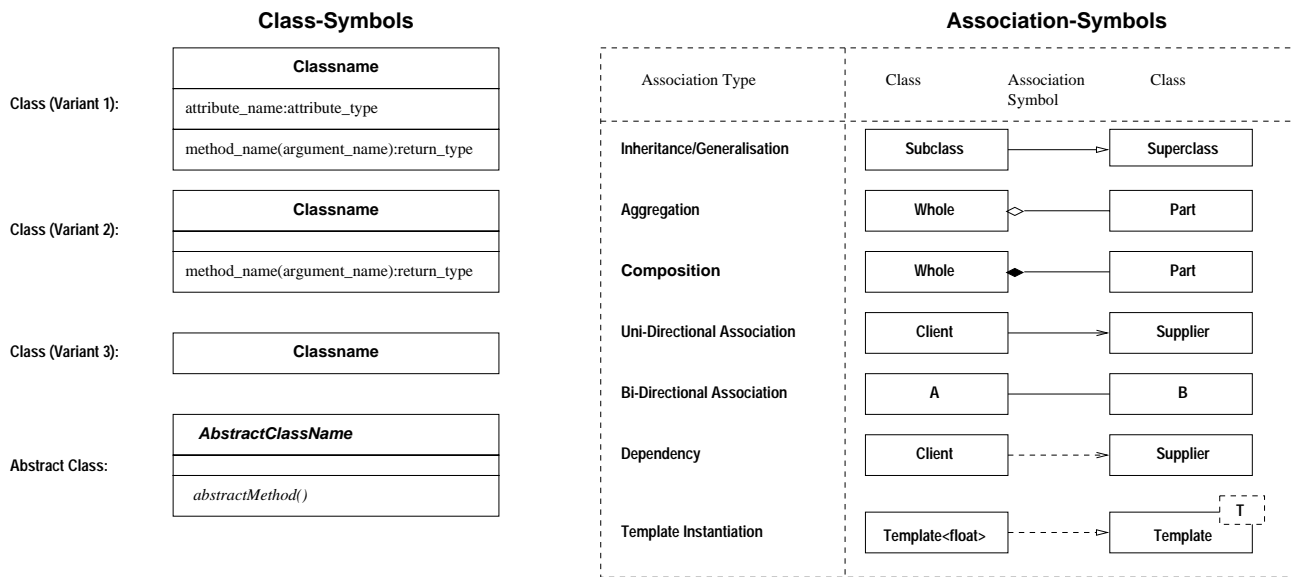 Class-Symbols
Class (Variant 1):
Classname
attribute_name:attribute_type
method_name(argument_name):return_type
Class (Variant 2):
Classname
method_name(argument_name):return_type
Class (Variant 3):
Classname
Abstract Class:
AbstractClassName
abstractMethod()
Association-Symbols
Association Type
Class
Association
Symbol
Class
Inheritance/Generalisation
Subclass
Superclass
Aggregation
Whole
Part
Composition
Whole
Part
Uni-Directional Association
Client
Supplier
Bi-Directional Association
A
B
Dependency
Client
Supplier
Template Instantiation
Template<float>
Template
T